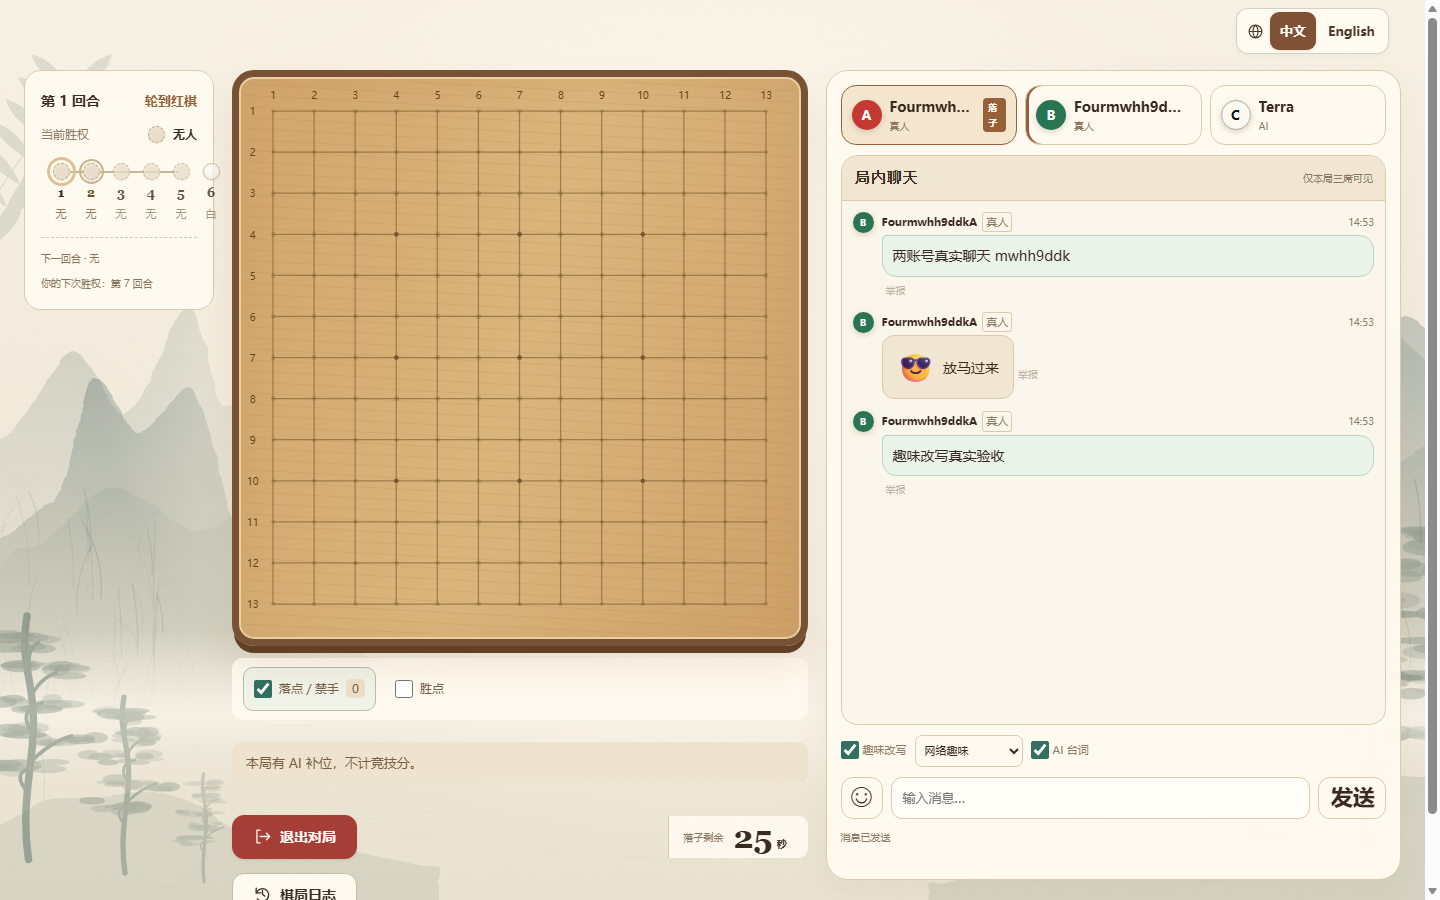 中文 English
第 1 回合 轮到红棋
当前胜权 无人
1 2 3 4 5 6
无 无 无 无 无 白
下一回合 · 无
你的下次胜权：第 7 回合
1 2 3 4 5 6 7 8 9 10 11 12 13
1
2
3
4
5
6
7
8
9
10
11
12
13
落点 / 禁手 0 胜点
本局有 AI 补位，不计竞技分。
退出对局
落子剩余 25 秒
棋局日志
A Fourmwh... 真人 落子
B Fourmwhh9d... 真人
C Terra AI
局内聊天 仅本局三席可见
B Fourmwhh9ddkA 真人 14:53
两账号真实聊天 mwhh9ddk
举报
B Fourmwhh9ddkA 真人 14:53
放马过来 举报
B Fourmwhh9ddkA 真人 14:53
趣味改写真实验收
举报
趣味改写 网络趣味 AI 台词
输入消息... 发送
消息已发送